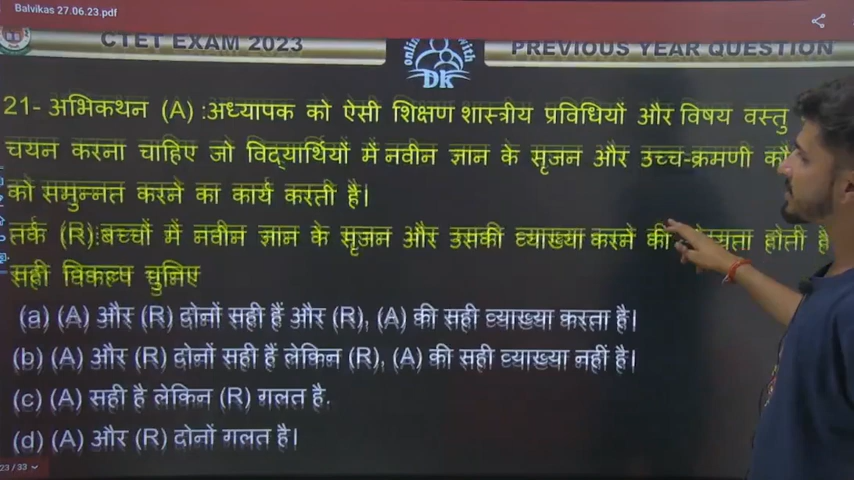 Balvikas 27.06.23.pdf
CTET EXAM 2023
online with
DK
PREVIOUS YEAR QUESTION
21- अभिकथन (A) :अध्यापक को ऐसी शिक्षण शास्त्रीय प्रविधियों और विषय वस्तु
चयन करना चाहिए जो विद्यार्थियों में नवीन ज्ञान के सृजन और उच्च-क्रमणी
को समुन्नत करने का कार्य करती है।
तर्क (R):बच्चों में नवीन ज्ञान के सृजन और उसकी व्याख्या करने की होती है
सही विकल्प चुनिए
(a) (A) और (R) दोनों सही हैं और (R), (A) की सही व्याख्या करता है।
(b) (A) और (R) दोनों सही हैं लेकिन (R), (A) की सही व्याख्या नहीं है।
(c) (A) सही है लेकिन (R) गलत है.
(d) (A) और (R) दोनों गलत है।
23 / 33